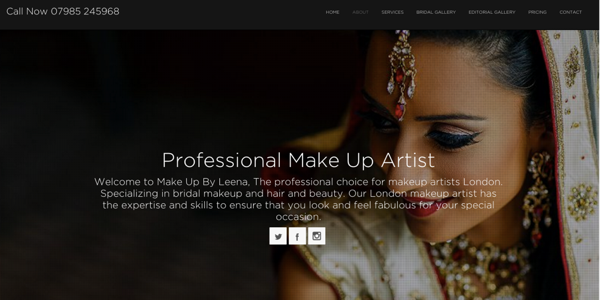 Call Now 07985 245968
HOME ABOUT SERVICES BRIDAL GALLERY EDITORIAL GALLERY PRICING CONTACT
Professional Make Up Artist
Welcome to Make Up By Leena, The professional choice for makeup artists London.
Specializing in bridal makeup and hair and beauty. Our London makeup artist has
the expertise and skills to ensure that you look and feel fabulous for your special
occasion.